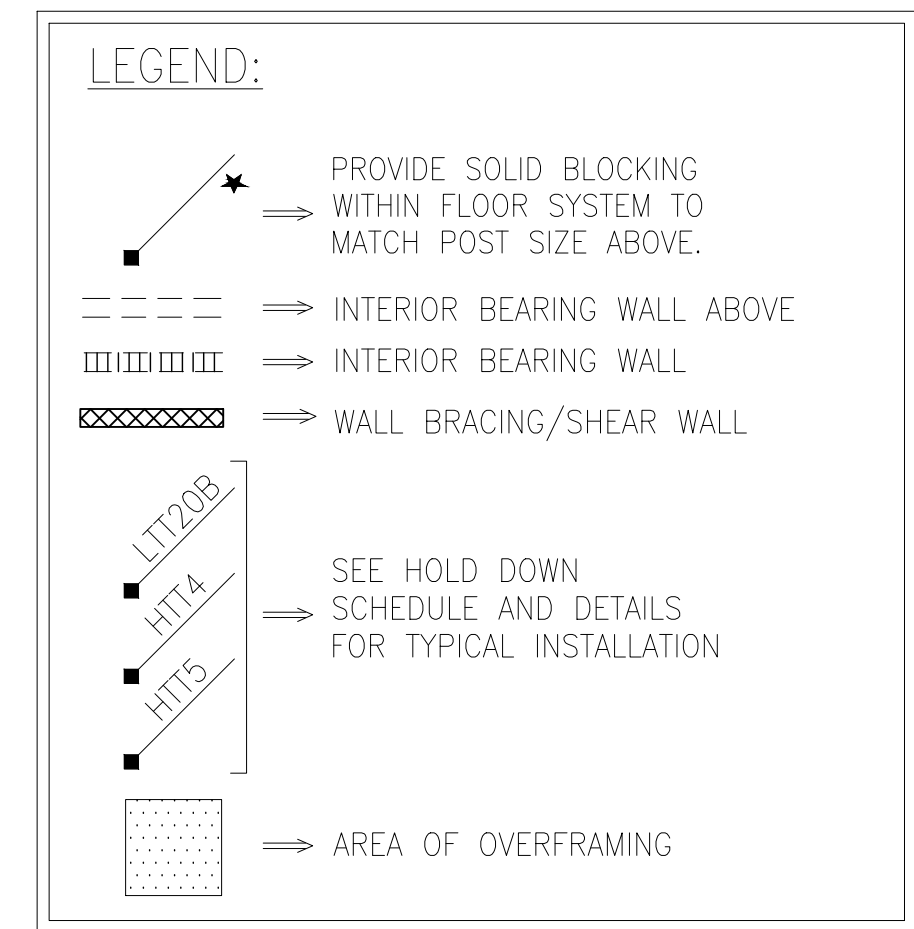 LEGEND:
PROVIDE SOLID BLOCKING
WITHIN FLOOR SYSTEM TO
MATCH POST SIZE ABOVE.
INTERIOR BEARING WALL ABOVE
INTERIOR BEARING WALL
WALL BRACING/SHEAR WALL
LTT20B
HTT4
HTT5
SEE HOLD DOWN
SCHEDULE AND DETAILS
FOR TYPICAL INSTALLATION
AREA OF OVERFRAMING